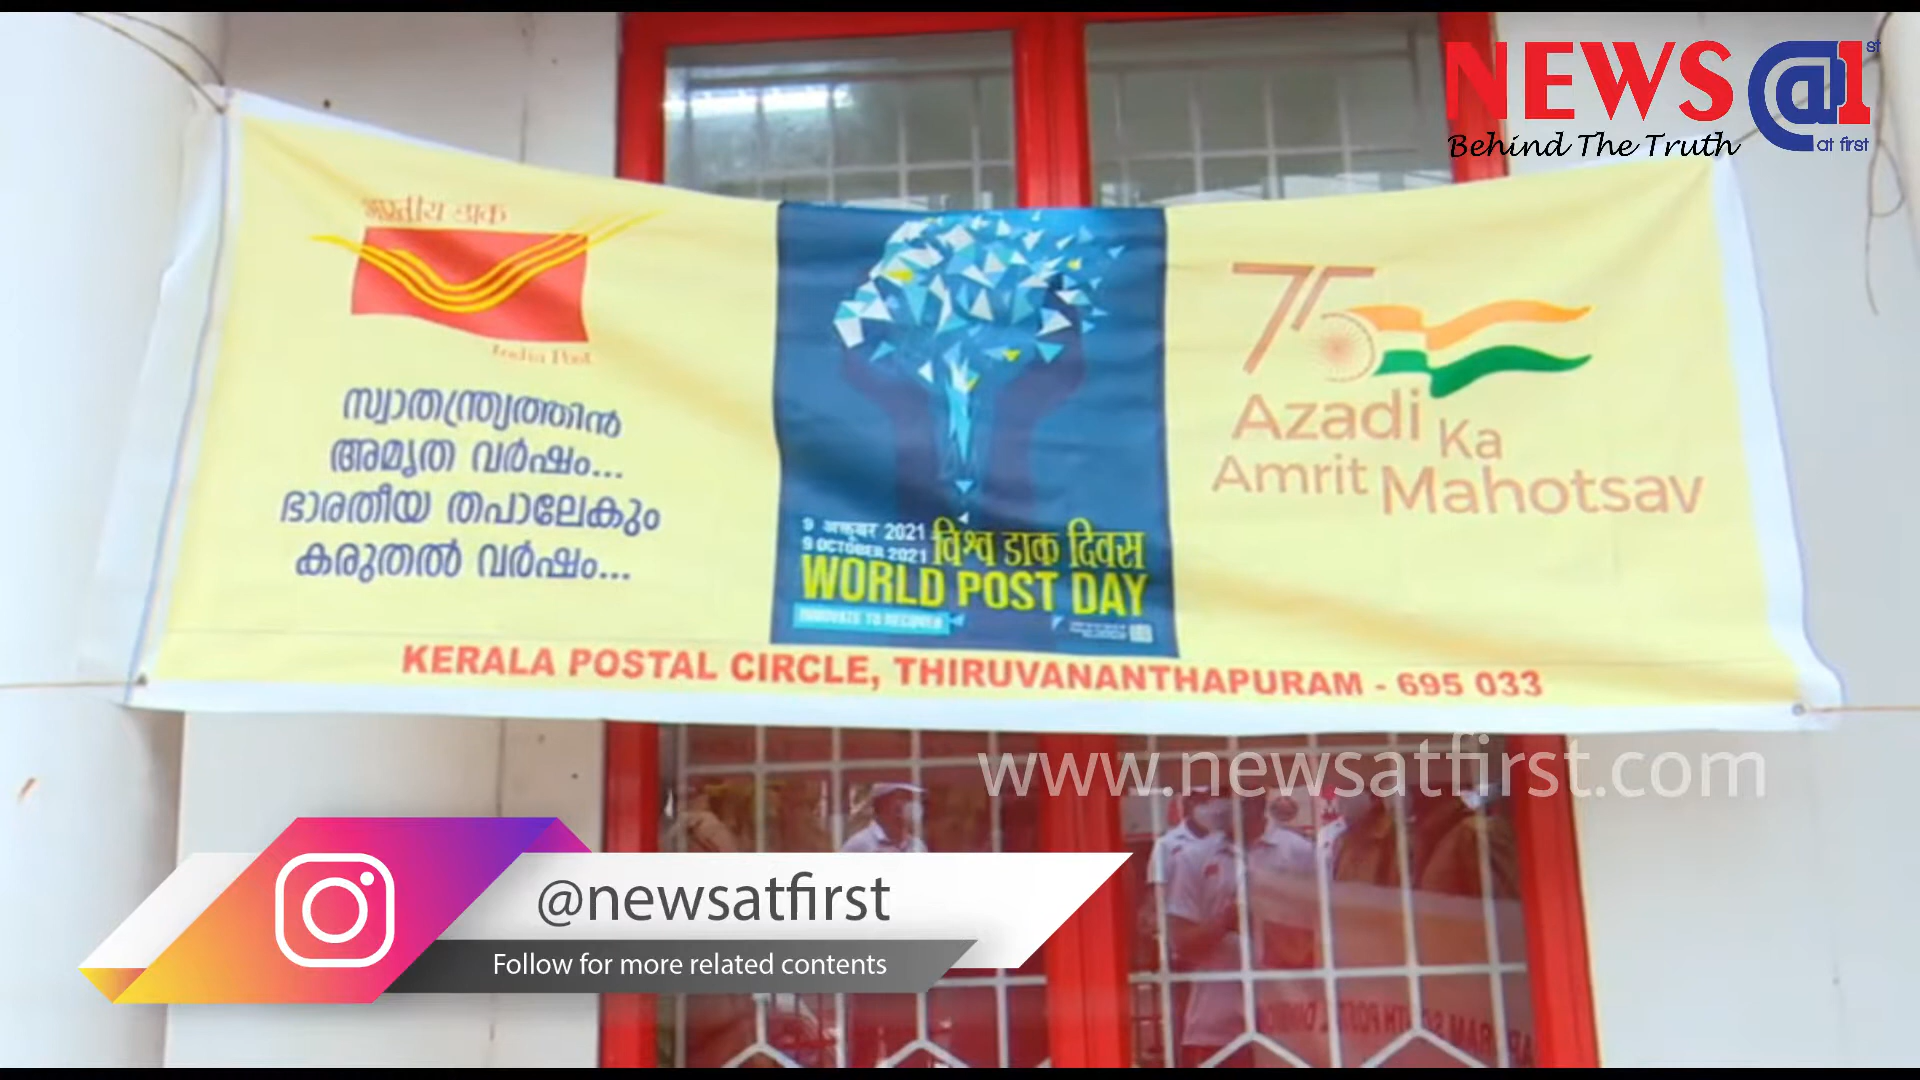 NEWS @1st
at first
Behind The Truth
भारतीय डाक
India Post
സ്വാതന്ത്ര്യത്തിൻ
അമൃത വർഷം...
ഭാരതീയ തപാലേകും
കരുതൽ വർഷം...
9 अक्तूबर 2021
9 OCTOBER 2021
विश्व डाक दिवस
WORLD POST DAY
INNOVATE TO RECOVER
75
Azadi Ka
Amrit Mahotsav
KERALA POSTAL CIRCLE, THIRUVANANTHAPURAM - 695 033
www.newsatfirst.com
@newsatfirst
Follow for more related contents